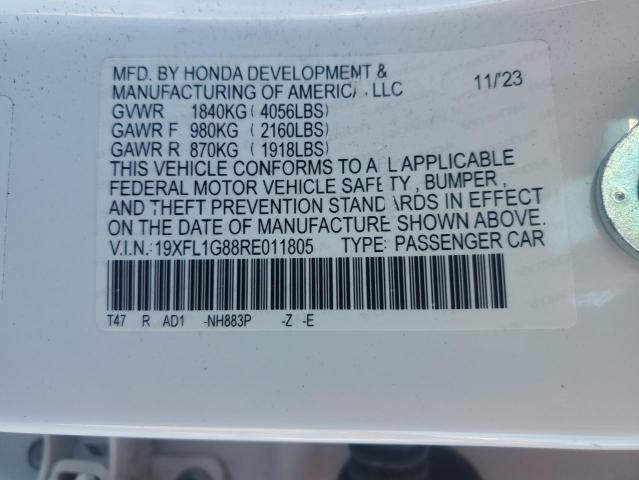 MFD. BY HONDA DEVELOPMENT &
MANUFACTURING OF AMERICA, LLC 11/'23
GVWR 1840KG ( 4056LBS)
GAWR F 980KG ( 2160LBS)
GAWR R 870KG ( 1918LBS)
THIS VEHICLE CONFORMS TO ALL APPLICABLE
FEDERAL MOTOR VEHICLE SAFETY, BUMPER,
AND THEFT PREVENTION STANDARDS IN EFFECT
ON THE DATE OF MANUFACTURE SHOWN ABOVE.
V.I.N.: 19XFL1G88RE011805 TYPE: PASSENGER CAR
T47 R AD1 -NH883P -Z -E